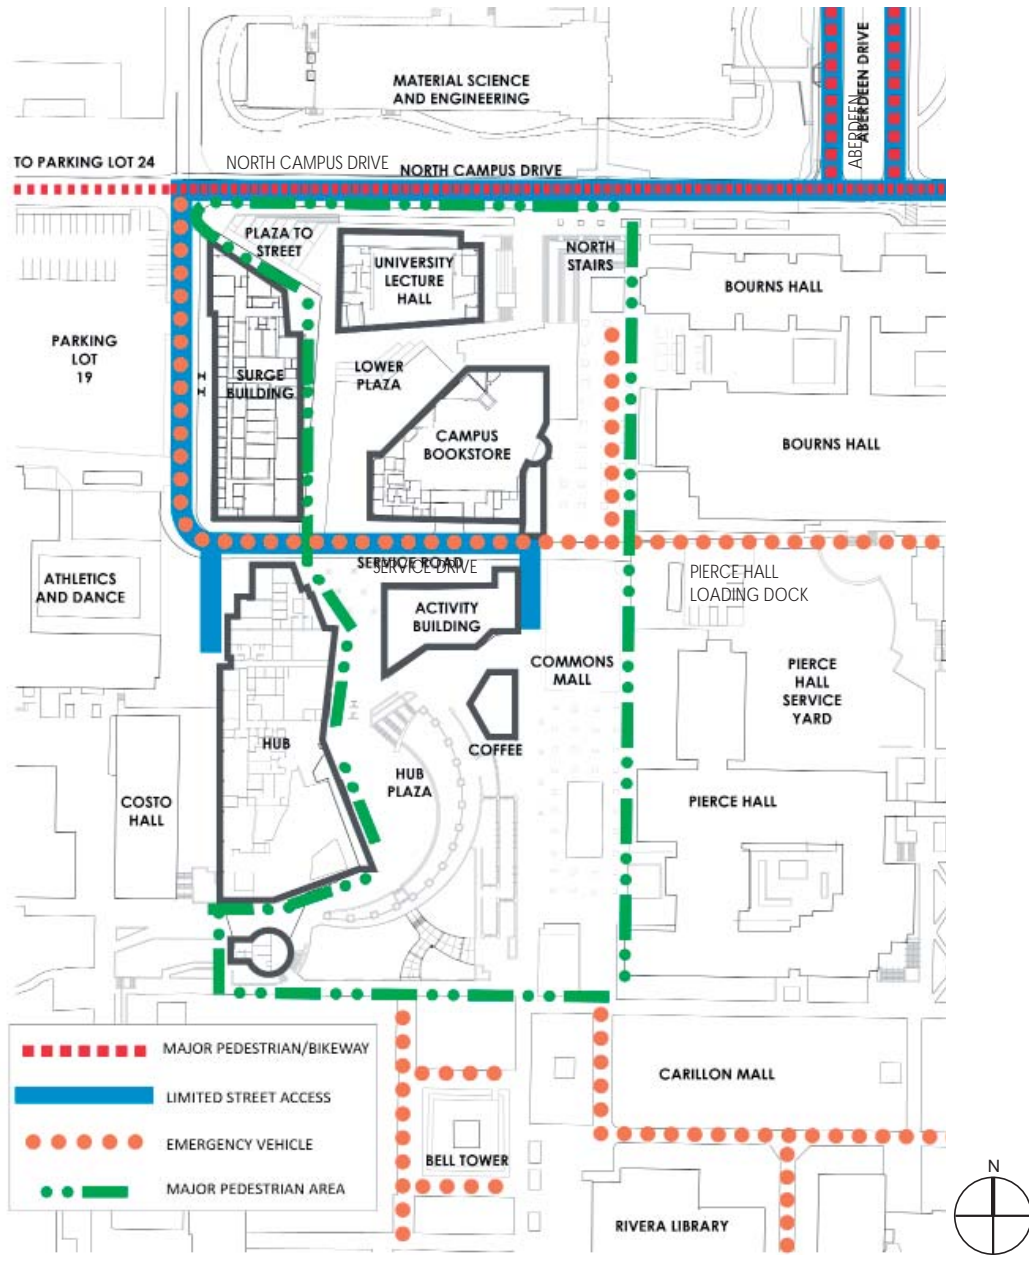 MATERIAL SCIENCE
AND ENGINEERING
ABERDEEN DRIVE
ABERDEEN
TO PARKING LOT 24
NORTH CAMPUS DRIVE
NORTH CAMPUS DRIVE
PLAZA TO
STREET
UNIVERSITY
LECTURE
HALL
NORTH
STAIRS
BOURNS HALL
PARKING
LOT
19
SURGE
BUILDING
LOWER
PLAZA
CAMPUS
BOOKSTORE
BOURNS HALL
SERVICE ROAD
SERVICE DRIVE
ATHLETICS
AND DANCE
ACTIVITY
BUILDING
PIERCE HALL
LOADING DOCK
COMMONS
MALL
PIERCE
HALL
SERVICE
YARD
HUB
COFFEE
HUB
PLAZA
COSTO
HALL
PIERCE HALL
MAJOR PEDESTRIAN/BIKEWAY
LIMITED STREET ACCESS
EMERGENCY VEHICLE
MAJOR PEDESTRIAN AREA
CARILLON MALL
BELL TOWER
RIVERA LIBRARY
N